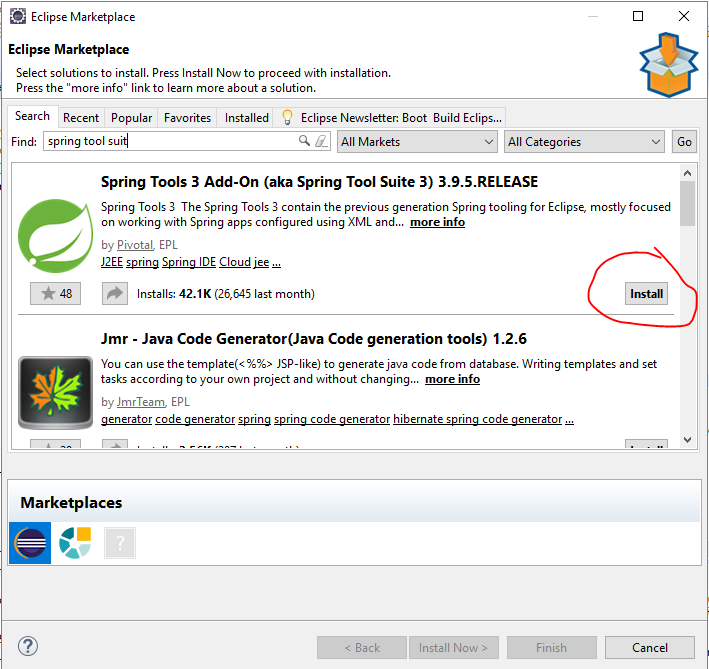 Eclipse Marketplace
Eclipse Marketplace
Select solutions to install. Press Install Now to proceed with installation.
Press the "more info" link to learn more about a solution.
Search Recent Popular Favorites Installed Eclipse Newsletter: Boot Build Eclips...
Find: spring tool suit All Markets All Categories Go
Spring Tools 3 Add-On (aka Spring Tool Suite 3) 3.9.5.RELEASE
Spring Tools 3 The Spring Tools 3 contain the previous generation Spring tooling for Eclipse, mostly focused
on working with Spring apps configured using XML and... more info
by Pivotal, EPL
J2EE spring Spring IDE Cloud jee ...
48 Installs: 42.1K (26,645 last month) Install
Jmr - Java Code Generator(Java Code generation tools) 1.2.6
You can use the template(<%%> JSP-like) to generate java code from database. Writing templates and set
tasks according to your own project and without changing... more info
by JmrTeam, EPL
generator code generator spring spring code generator hibernate spring code generator ...
Marketplaces
?
? < Back Install Now > Finish Cancel